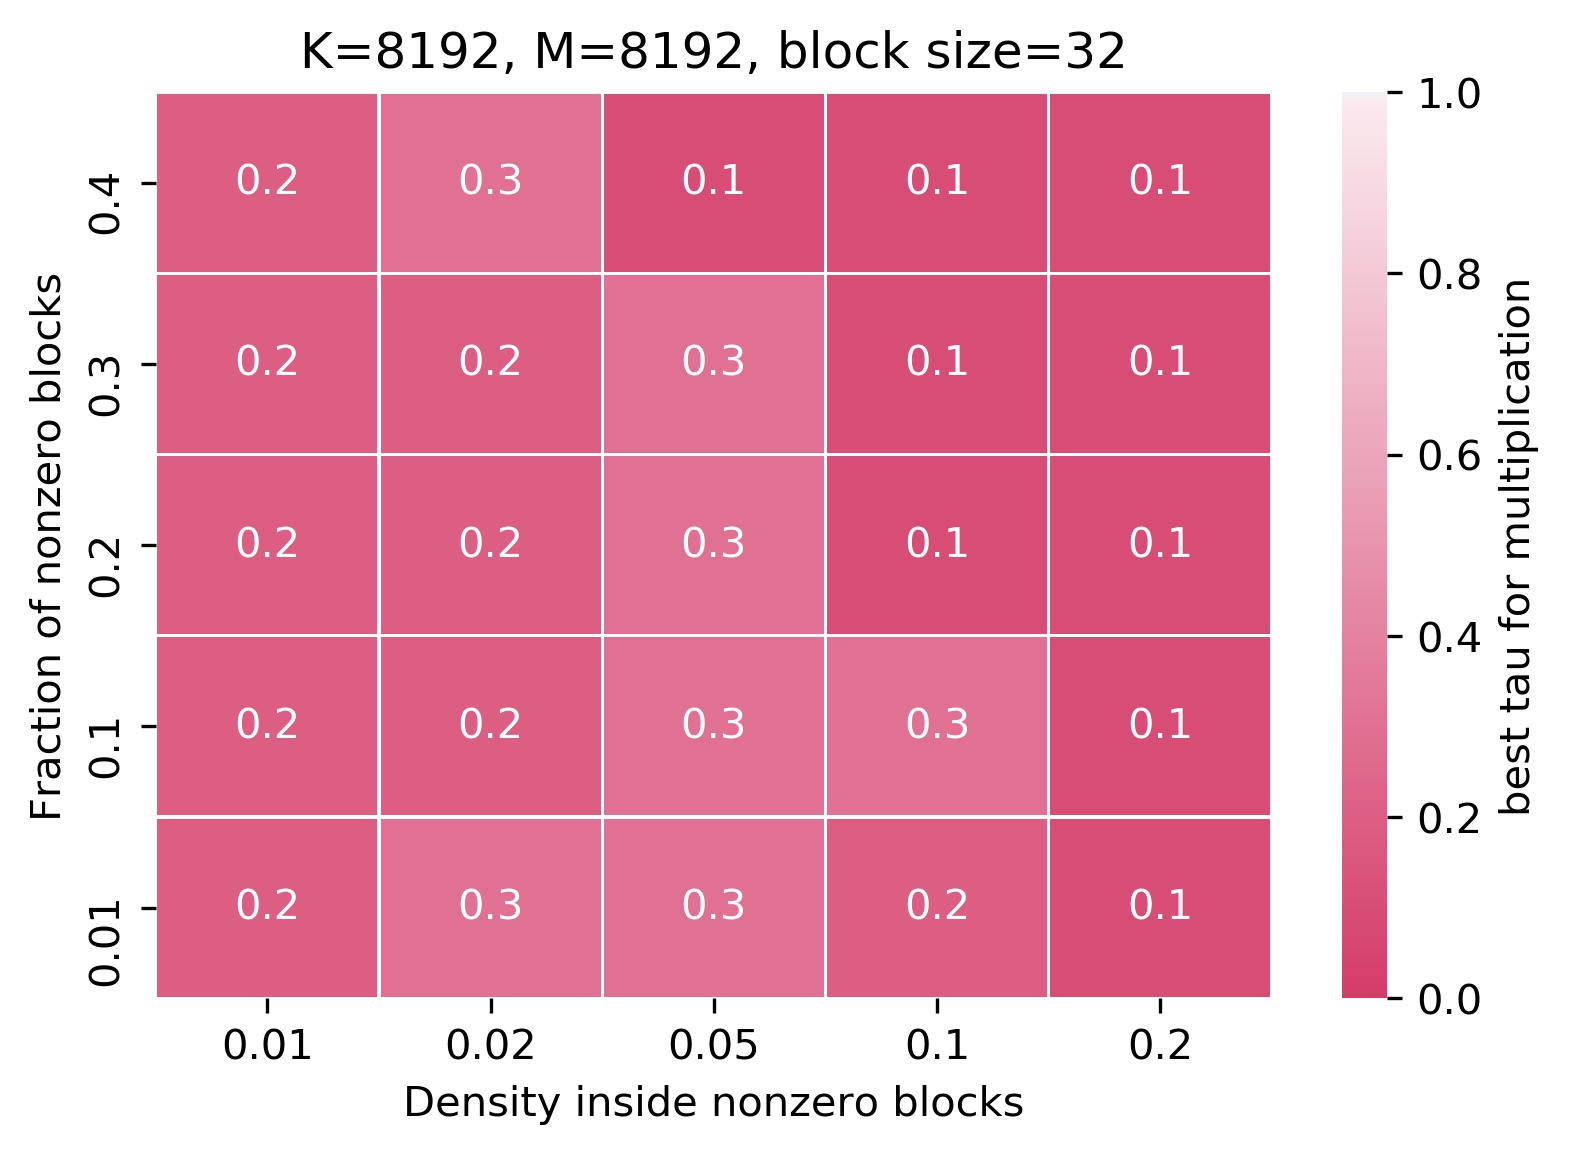 K=8192, M=8192, block size=32
Fraction of nonzero blocks
0.4
0.2 0.3 0.1 0.1 0.1
0.3
0.2 0.2 0.3 0.1 0.1
0.2
0.2 0.2 0.3 0.1 0.1
0.1
0.2 0.2 0.3 0.3 0.1
0.01
0.2 0.3 0.3 0.2 0.1
0.01 0.02 0.05 0.1 0.2
Density inside nonzero blocks
1.0
0.8
0.6
0.4
0.2
0.0
best tau for multiplication